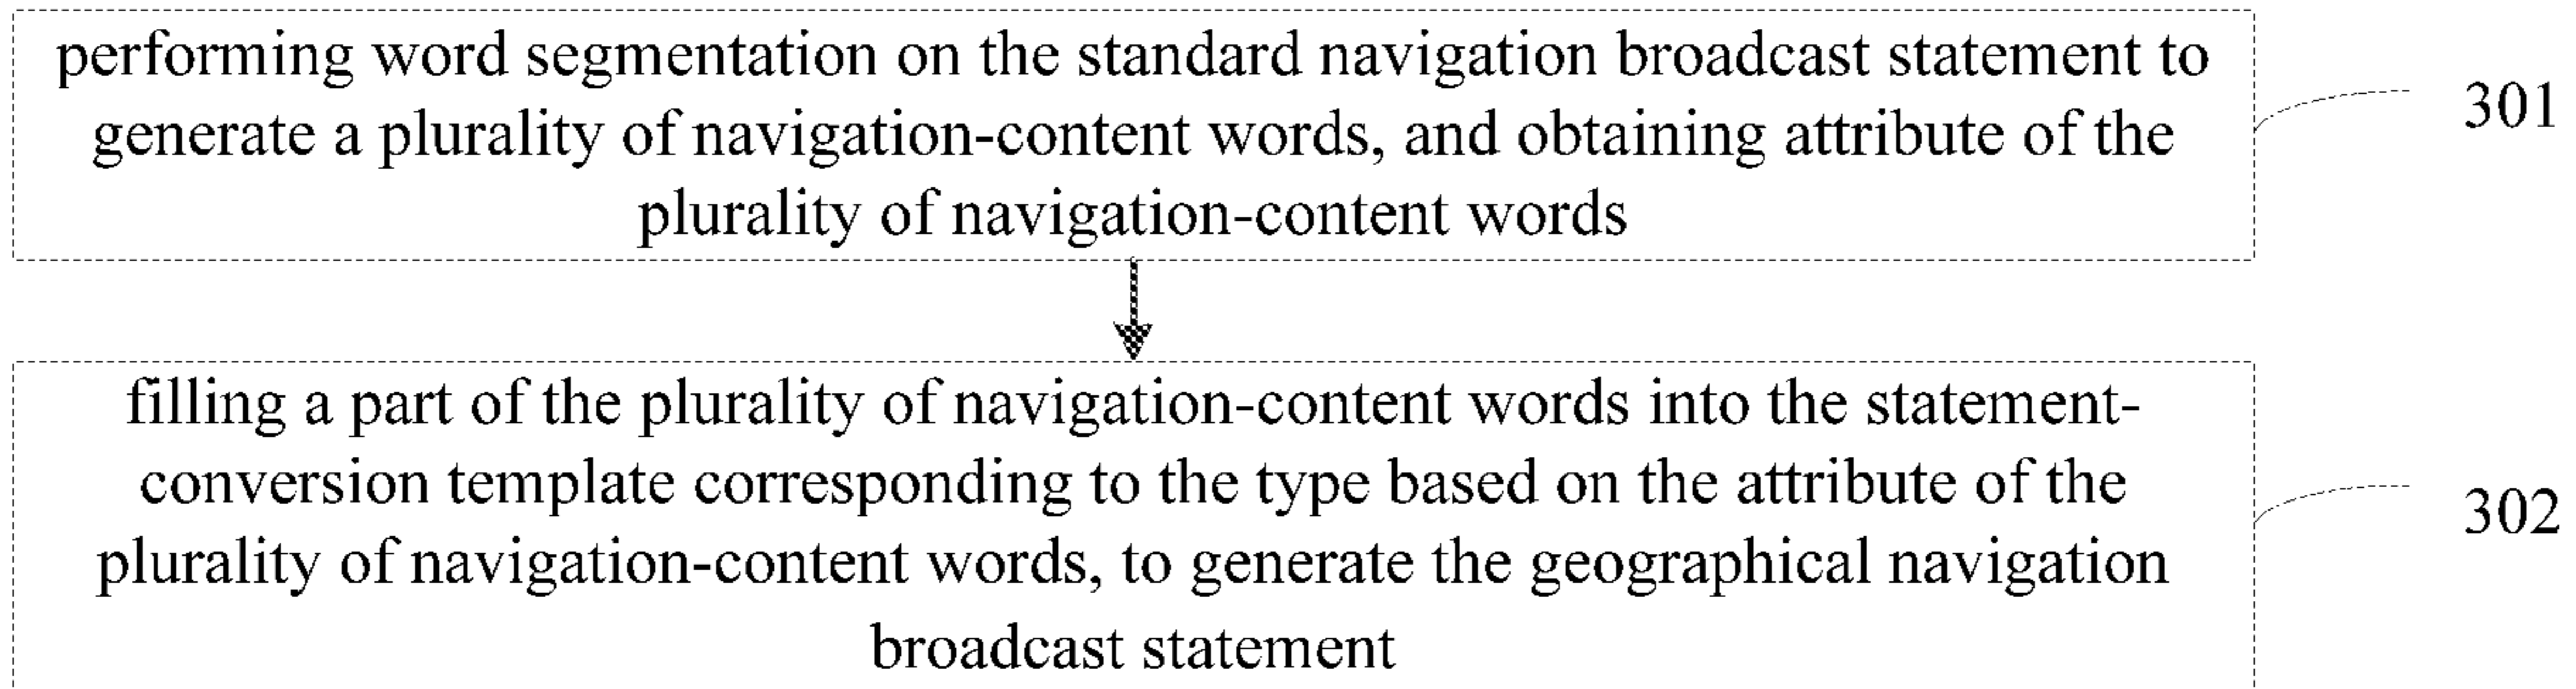 performing word segmentation on the standard navigation broadcast statement to
generate a plurality of navigation-content words, and obtaining attribute of the
plurality of navigation-content words
301
filling a part of the plurality of navigation-content words into the statement-
conversion template corresponding to the type based on the attribute of the
plurality of navigation-content words, to generate the geographical navigation
broadcast statement
302